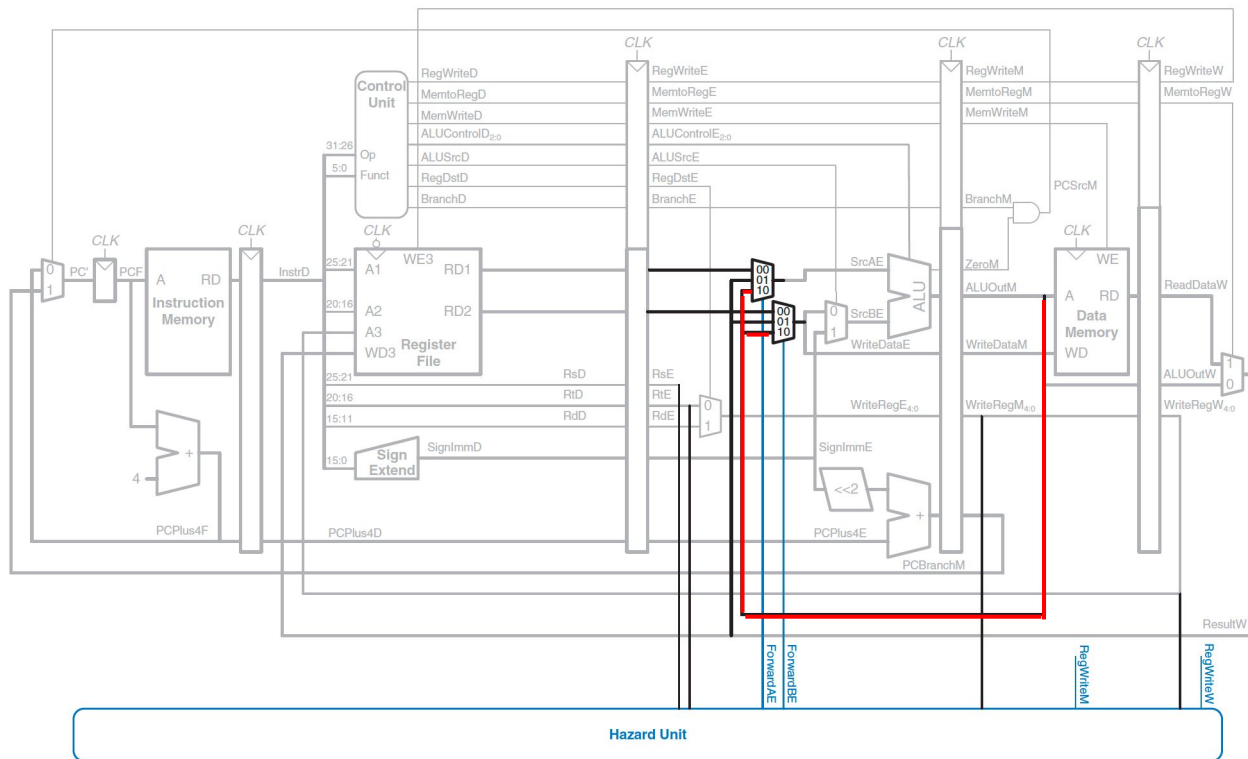 CLK CLK CLK
RegWriteD RegWriteE RegWriteM RegWriteW
Control Unit
MemtoRegD MemtoRegE MemtoRegM MemtoRegW
MemWriteD MemWriteE MemWriteM
ALUControlD2:0 ALUControlE2:0
31:26 Op ALUSrcD ALUSrcE
5:0 Funct RegDstD RegDstE PCSrcM
BranchD BranchE BranchM
CLK CLK CLK CLK
WE3 WE
0 1 PC' PCF A RD InstrD 25:21 A1 RD1 00 01 10 SrcAE ZeroM
Instruction Memory
20:16 A2 RD2 00 01 10 0 1 SrcBE ALU ALUOutM A RD ReadDataW
A3 Register File WriteDataE WriteDataM Data Memory
WD3 WD 1 0
25:21 RsD RsE ALUOutW
20:16 RtD RtE 0 1 WriteRegE4:0 WriteRegM4:0 WriteRegW4:0
15:11 RdD RdE
15:0 Sign Extend SignImmD SignImmE
4 + <<2 +
PCPlus4F PCPlus4D PCPlus4E
PCBranchM
ResultW
ForwardAE
ForwardBE
RegWriteM
RegWriteW
Hazard Unit